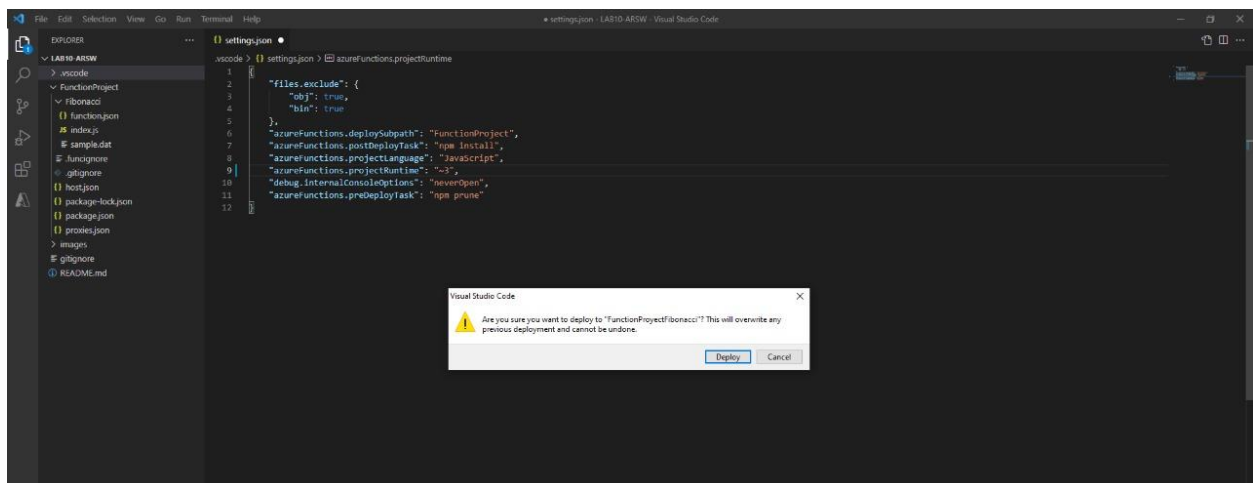 File Edit Selection View Go Run Terminal Help
● settings.json - LAB10-ARSW - Visual Studio Code
EXPLORER
LAB10-ARSW
.vscode
FunctionProject
Fibonacci
function.json
index.js
sample.dat
.funcignore
.gitignore
host.json
package-lock.json
package.json
proxies.json
images
gitignore
README.md
{} settings.json ●
.vscode > {} settings.json > azureFunctions.projectRuntime
1 {
2 "files.exclude": {
3 "obj": true,
4 "bin": true
5 },
6 "azureFunctions.deploySubpath": "FunctionProject",
7 "azureFunctions.postDeployTask": "npm install",
8 "azureFunctions.projectLanguage": "JavaScript",
9 "azureFunctions.projectRuntime": "~3",
10 "debug.internalConsoleOptions": "neverOpen",
11 "azureFunctions.preDeployTask": "npm prune"
12 }
Visual Studio Code
Are you sure you want to deploy to "FunctionProyectFibonacci"? This will overwrite any
previous deployment and cannot be undone.
Deploy Cancel